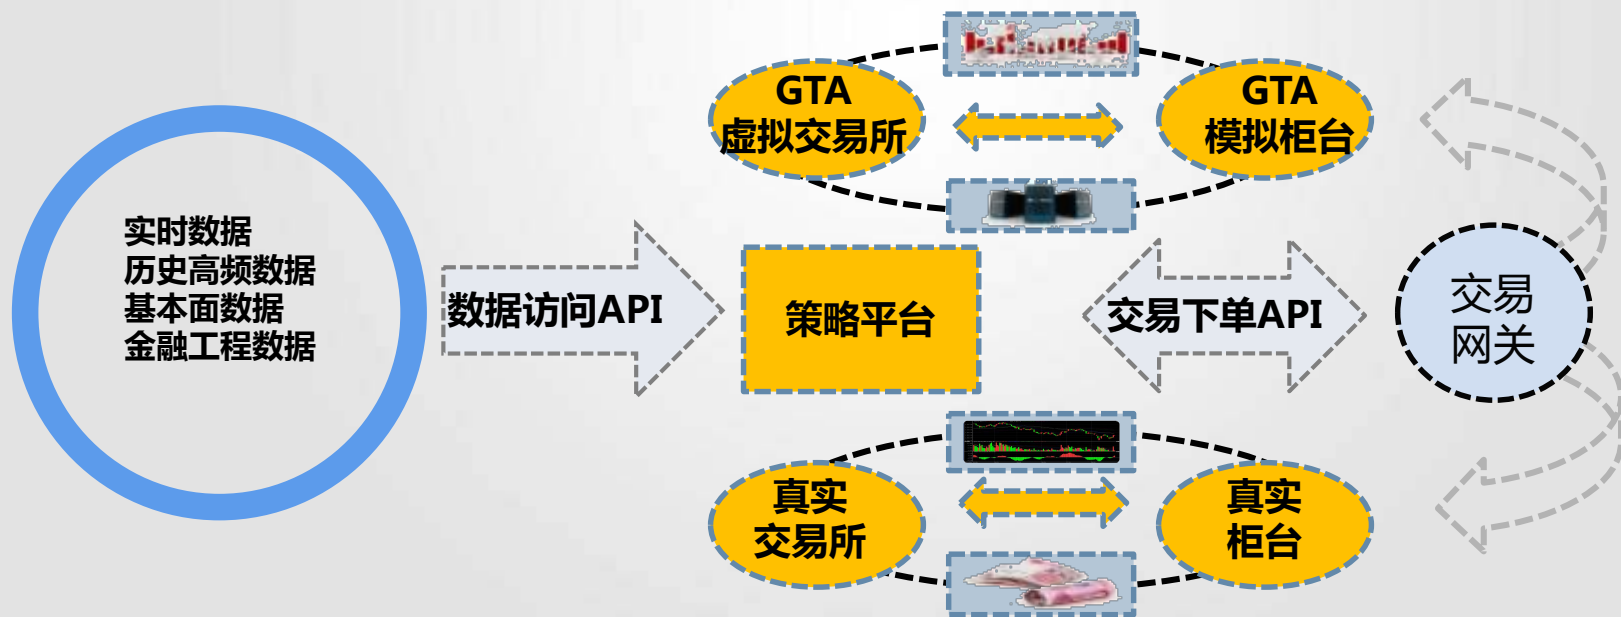 GTA
虚拟交易所
GTA
模拟柜台
实时数据
历史高频数据
基本面数据
金融工程数据
数据访问API
策略平台
交易下单API
交易
网关
真实
交易所
真实
柜台